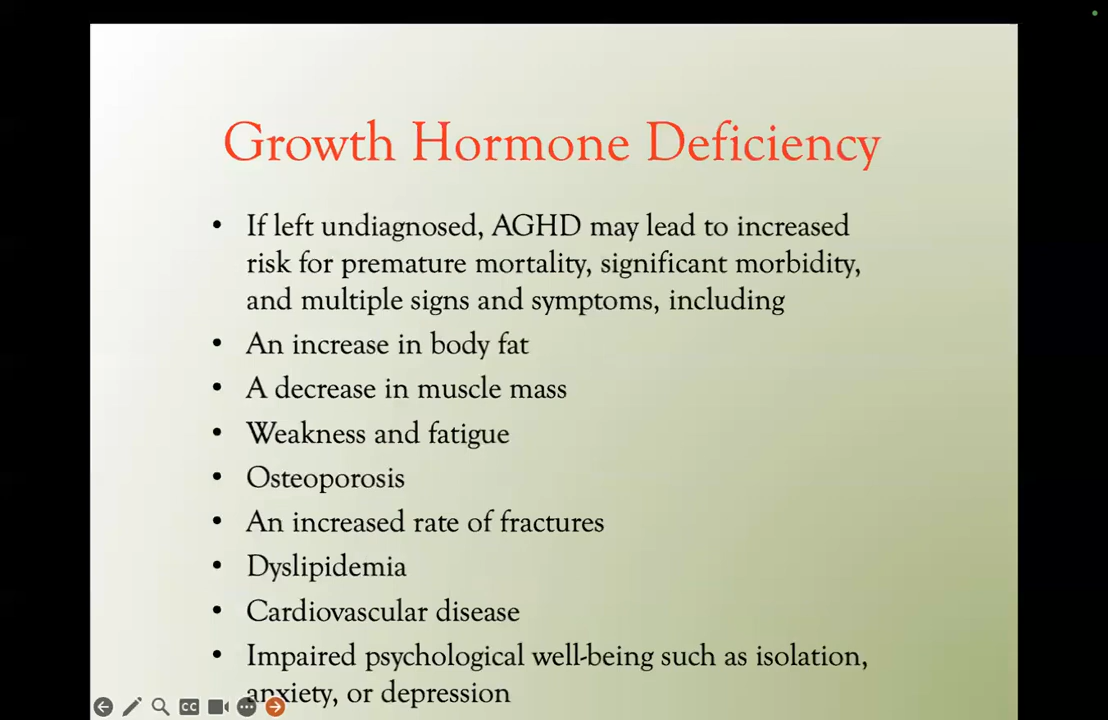 Growth Hormone Deficiency
• If left undiagnosed, AGHD may lead to increased
risk for premature mortality, significant morbidity,
and multiple signs and symptoms, including
• An increase in body fat
• A decrease in muscle mass
• Weakness and fatigue
• Osteoporosis
• An increased rate of fractures
• Dyslipidemia
• Cardiovascular disease
• Impaired psychological well-being such as isolation,
anxiety, or depression
CC